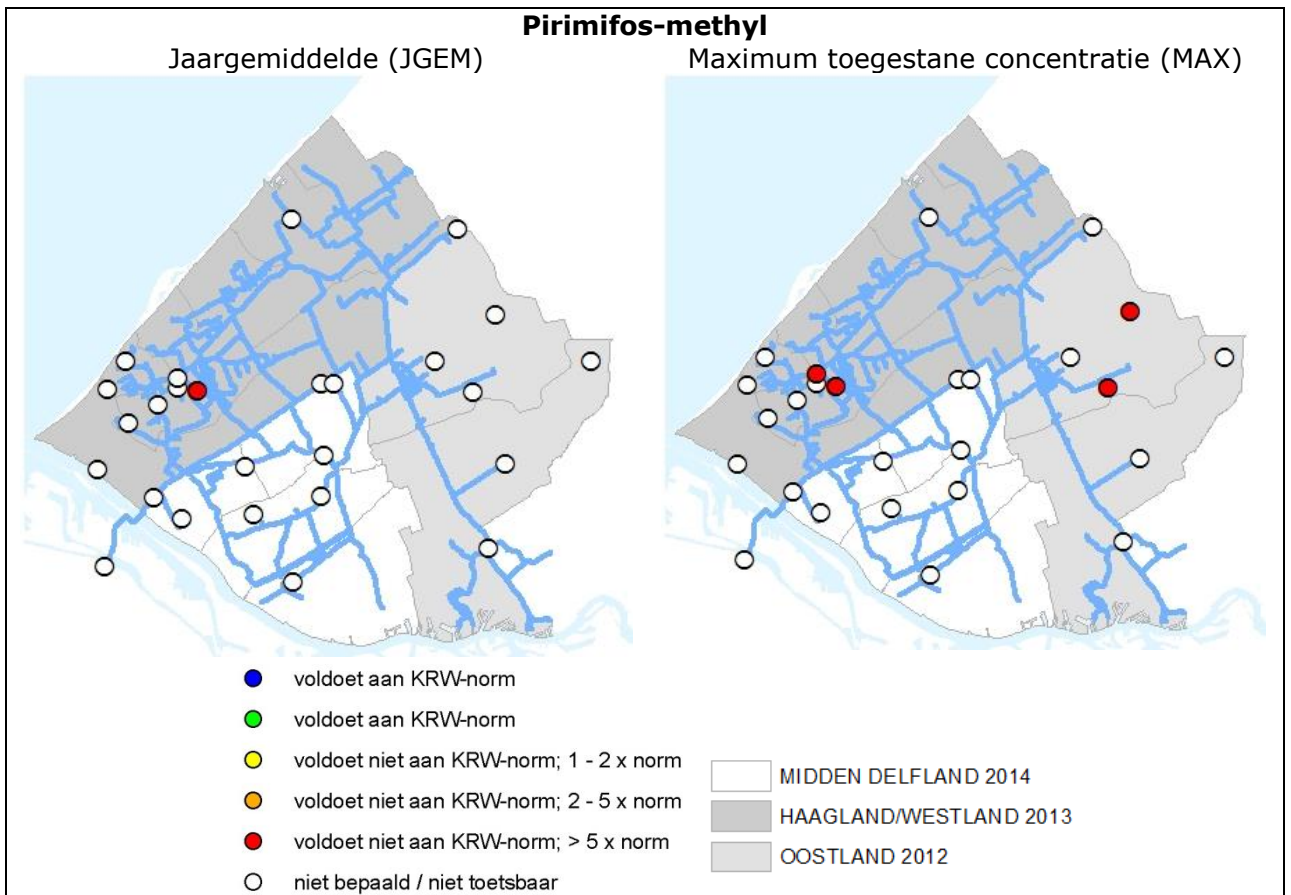 Pirimifos-methyl
Jaargemiddelde (JGEM)
Maximum toegestane concentratie (MAX)
voldoet aan KRW-norm
voldoet aan KRW-norm
voldoet niet aan KRW-norm; 1 - 2 x norm
voldoet niet aan KRW-norm; 2 - 5 x norm
voldoet niet aan KRW-norm; > 5 x norm
niet bepaald / niet toetsbaar
MIDDEN DELFLAND 2014
HAAGLAND/WESTLAND 2013
OOSTLAND 2012